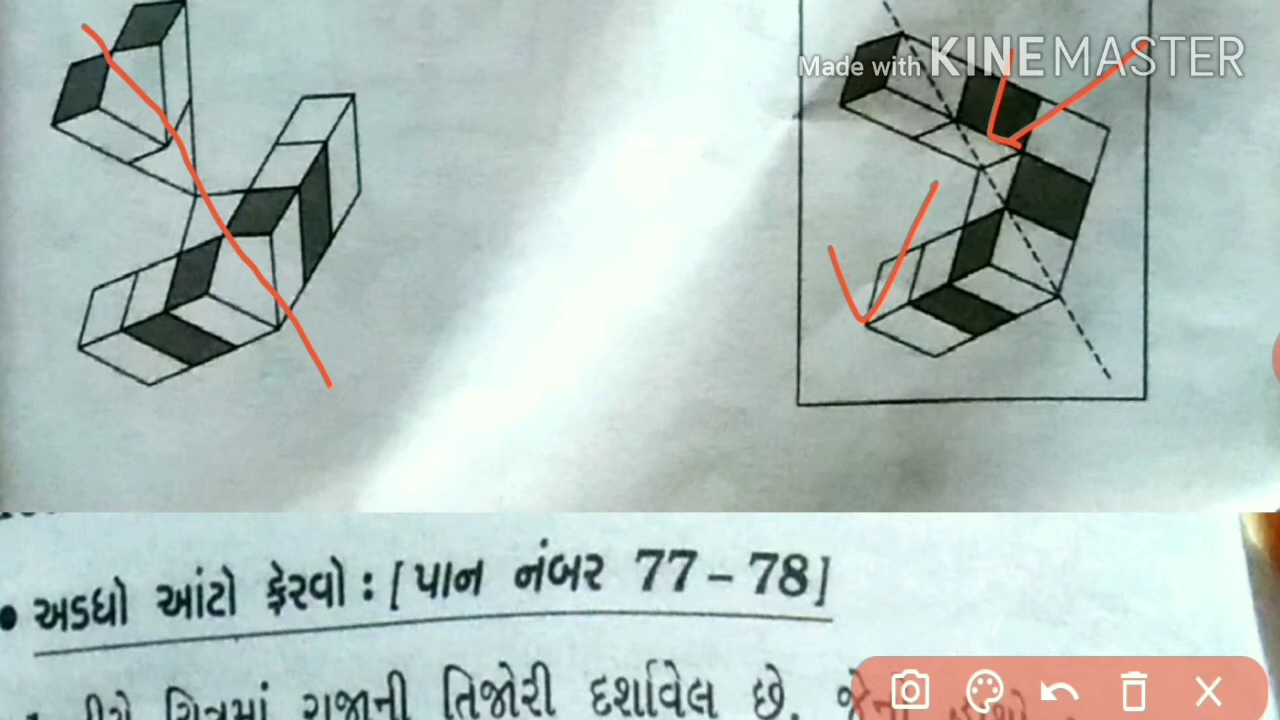 Made with KINEMASTER
• અડધો આંટો ફેરવો : [પાન નંબર 77 – 78]
તિજોરી દર્શાવેલ છે.